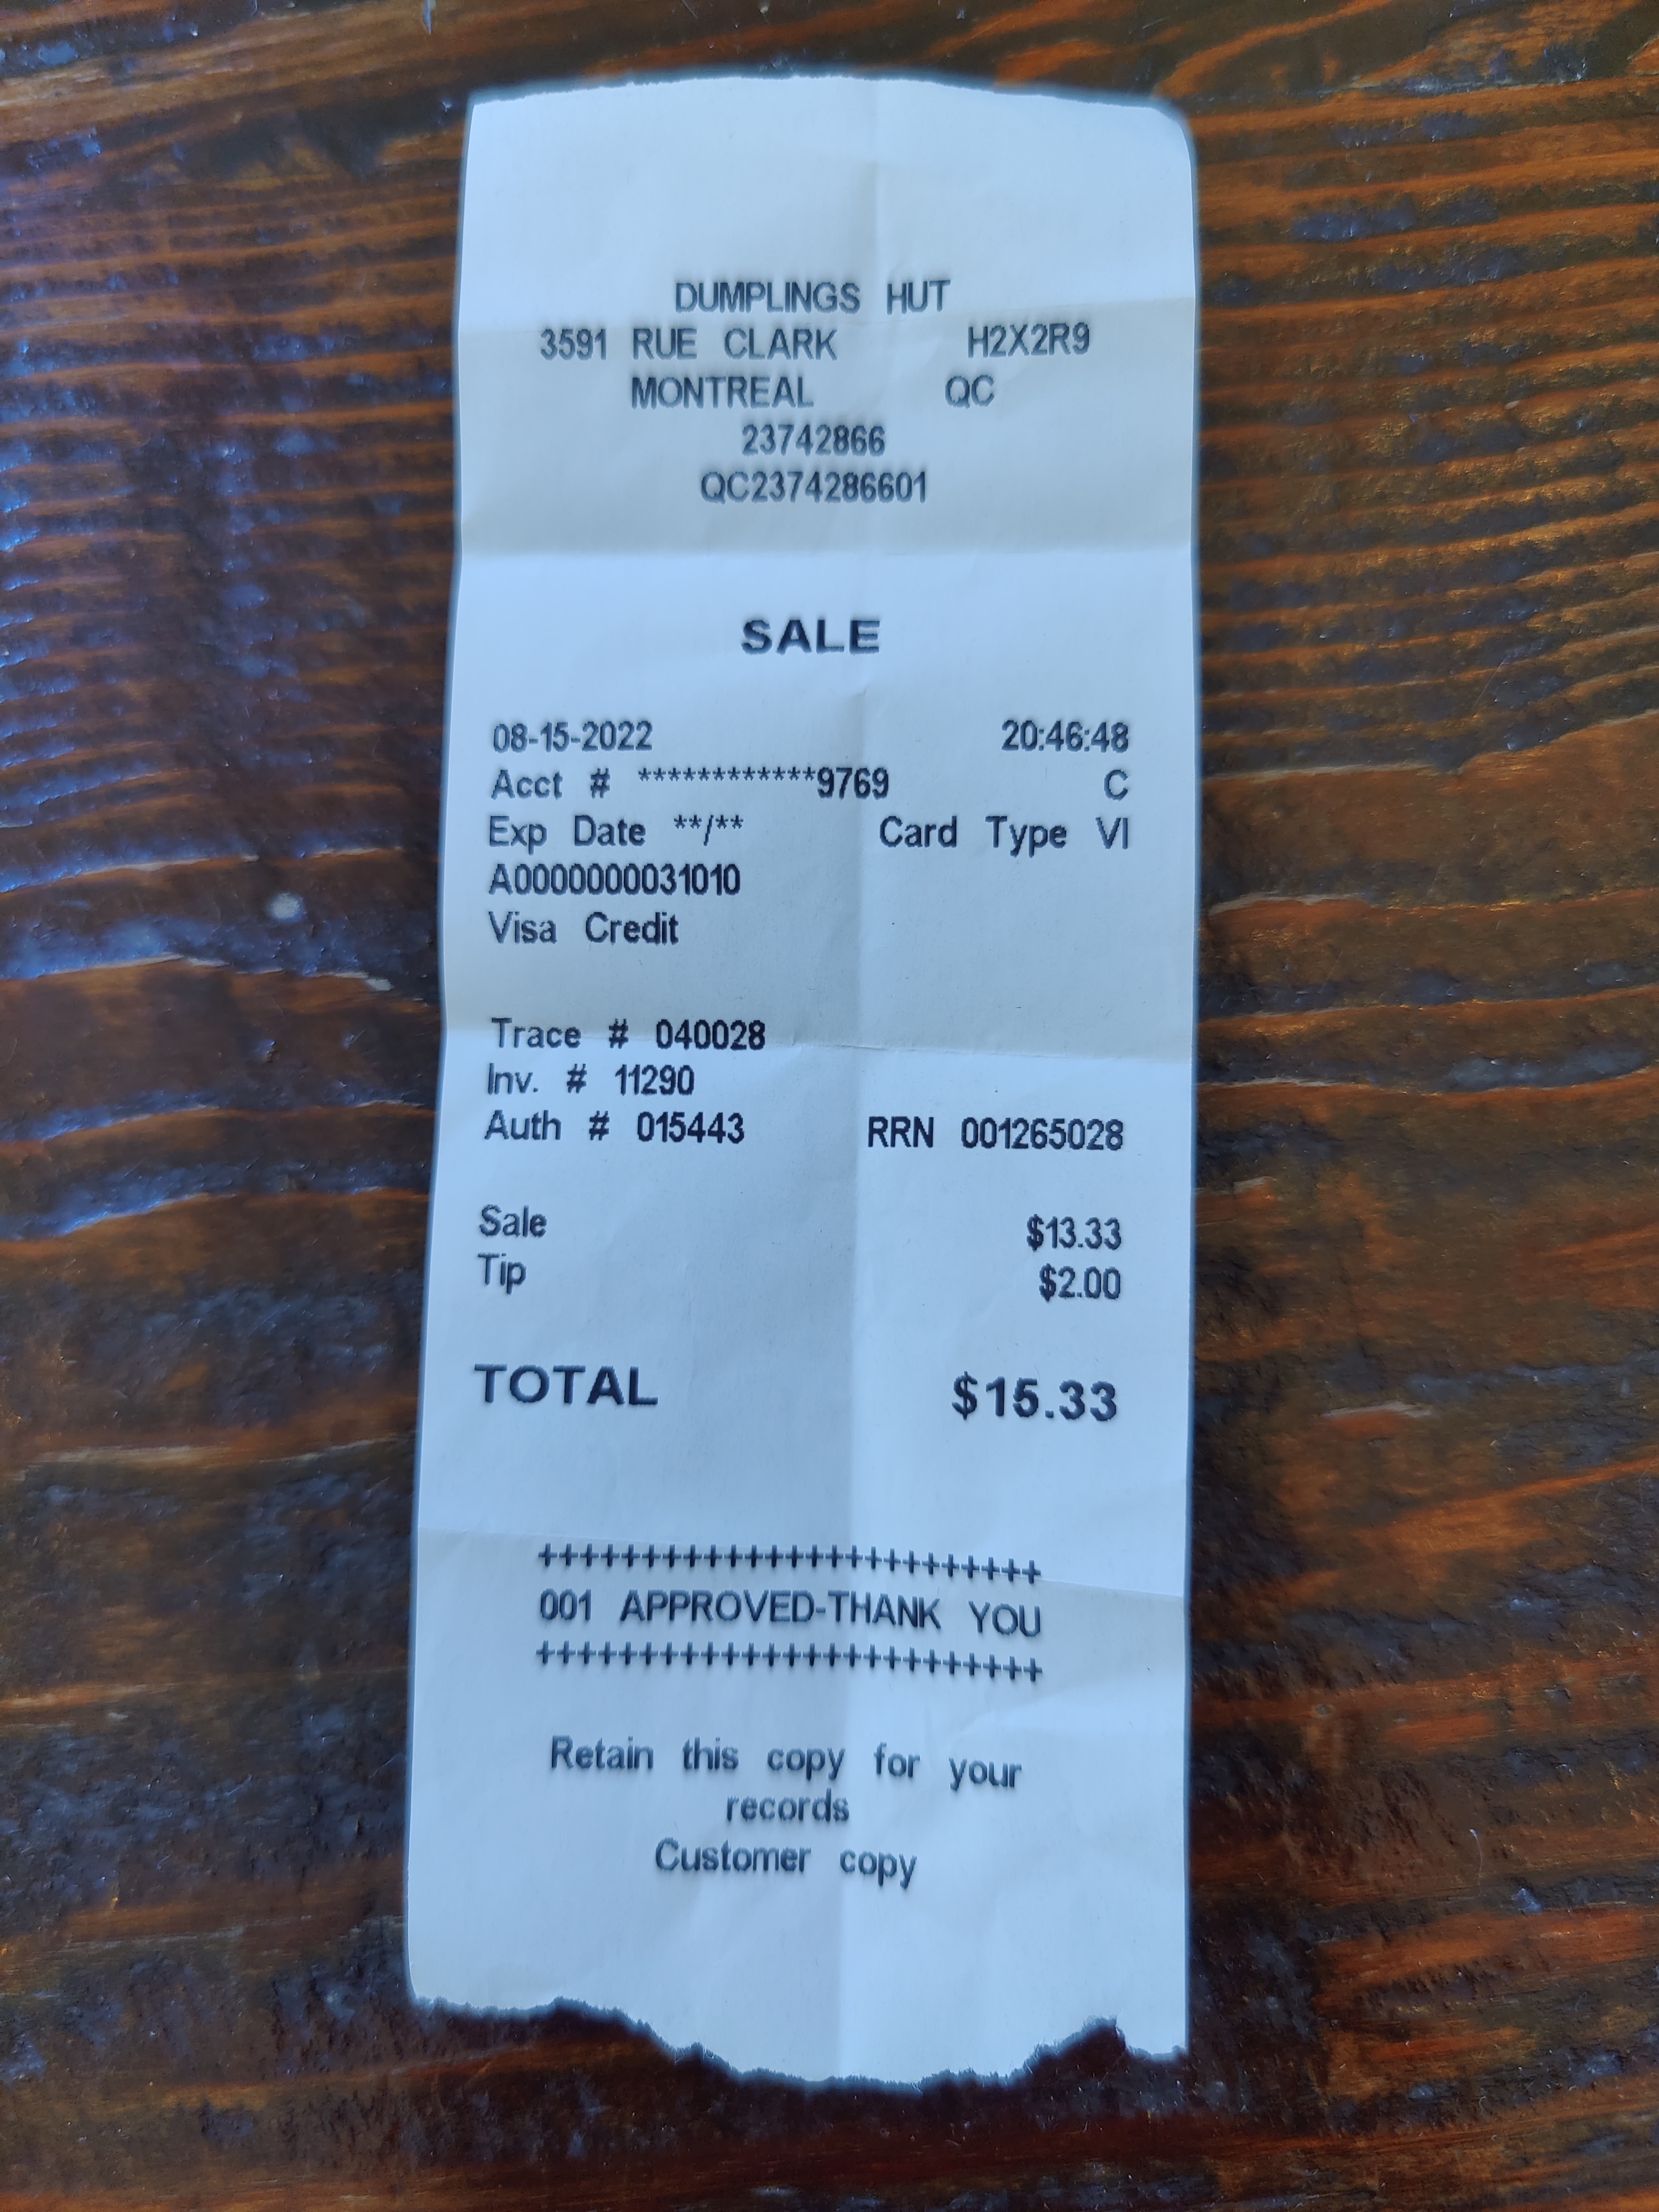 DUMPLINGS HUT
3591 RUE CLARK H2X2R9
MONTREAL QC
23742866
QC2374286601
SALE
08-15-2022 20:46:48
Acct # ************9769 C
Exp Date **/** Card Type VI
A0000000031010
Visa Credit
Trace # 040028
Inv. # 11290
Auth # 015443 RRN 001265028
Sale $13.33
Tip $2.00
TOTAL $15.33
++++++++++++++++++++++++
001 APPROVED-THANK YOU
++++++++++++++++++++++++
Retain this copy for your
records
Customer copy